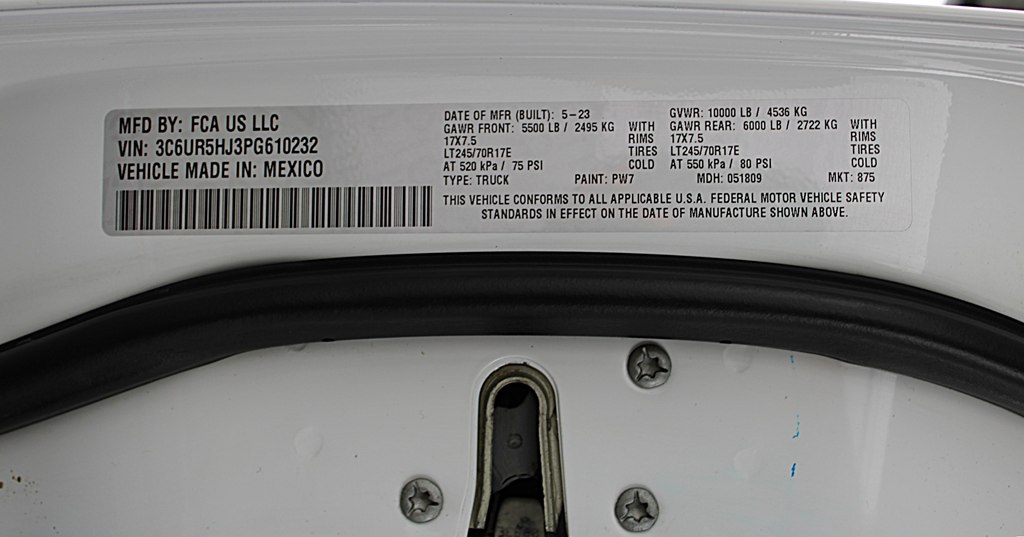 MFD BY: FCA US LLC
VIN: 3C6UR5HJ3PG610232
VEHICLE MADE IN: MEXICO
DATE OF MFR (BUILT): 5-23
GAWR FRONT: 5500 LB / 2495 KG WITH
17X7.5 RIMS
LT245/70R17E TIRES
AT 520 kPa / 75 PSI COLD
GVWR: 10000 LB / 4536 KG
GAWR REAR: 6000 LB / 2722 KG WITH
17X7.5 RIMS
LT245/70R17E TIRES
AT 550 kPa / 80 PSI COLD
TYPE: TRUCK PAINT: PW7 MDH: 051809 MKT: 875
THIS VEHICLE CONFORMS TO ALL APPLICABLE U.S.A. FEDERAL MOTOR VEHICLE SAFETY
STANDARDS IN EFFECT ON THE DATE OF MANUFACTURE SHOWN ABOVE.